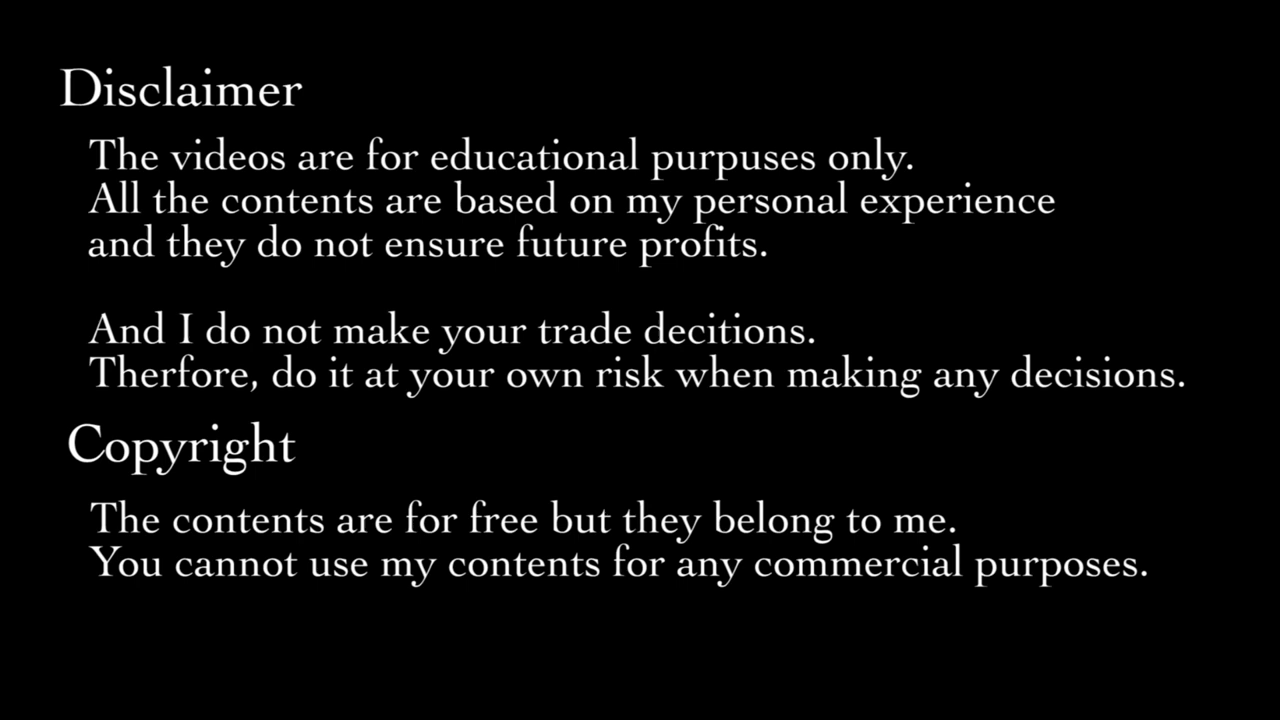 Disclaimer
The videos are for educational purpuses only.
All the contents are based on my personal experience
and they do not ensure future profits.
And I do not make your trade decitions.
Therfore, do it at your own risk when making any decisions.
Copyright
The contents are for free but they belong to me.
You cannot use my contents for any commercial purposes.